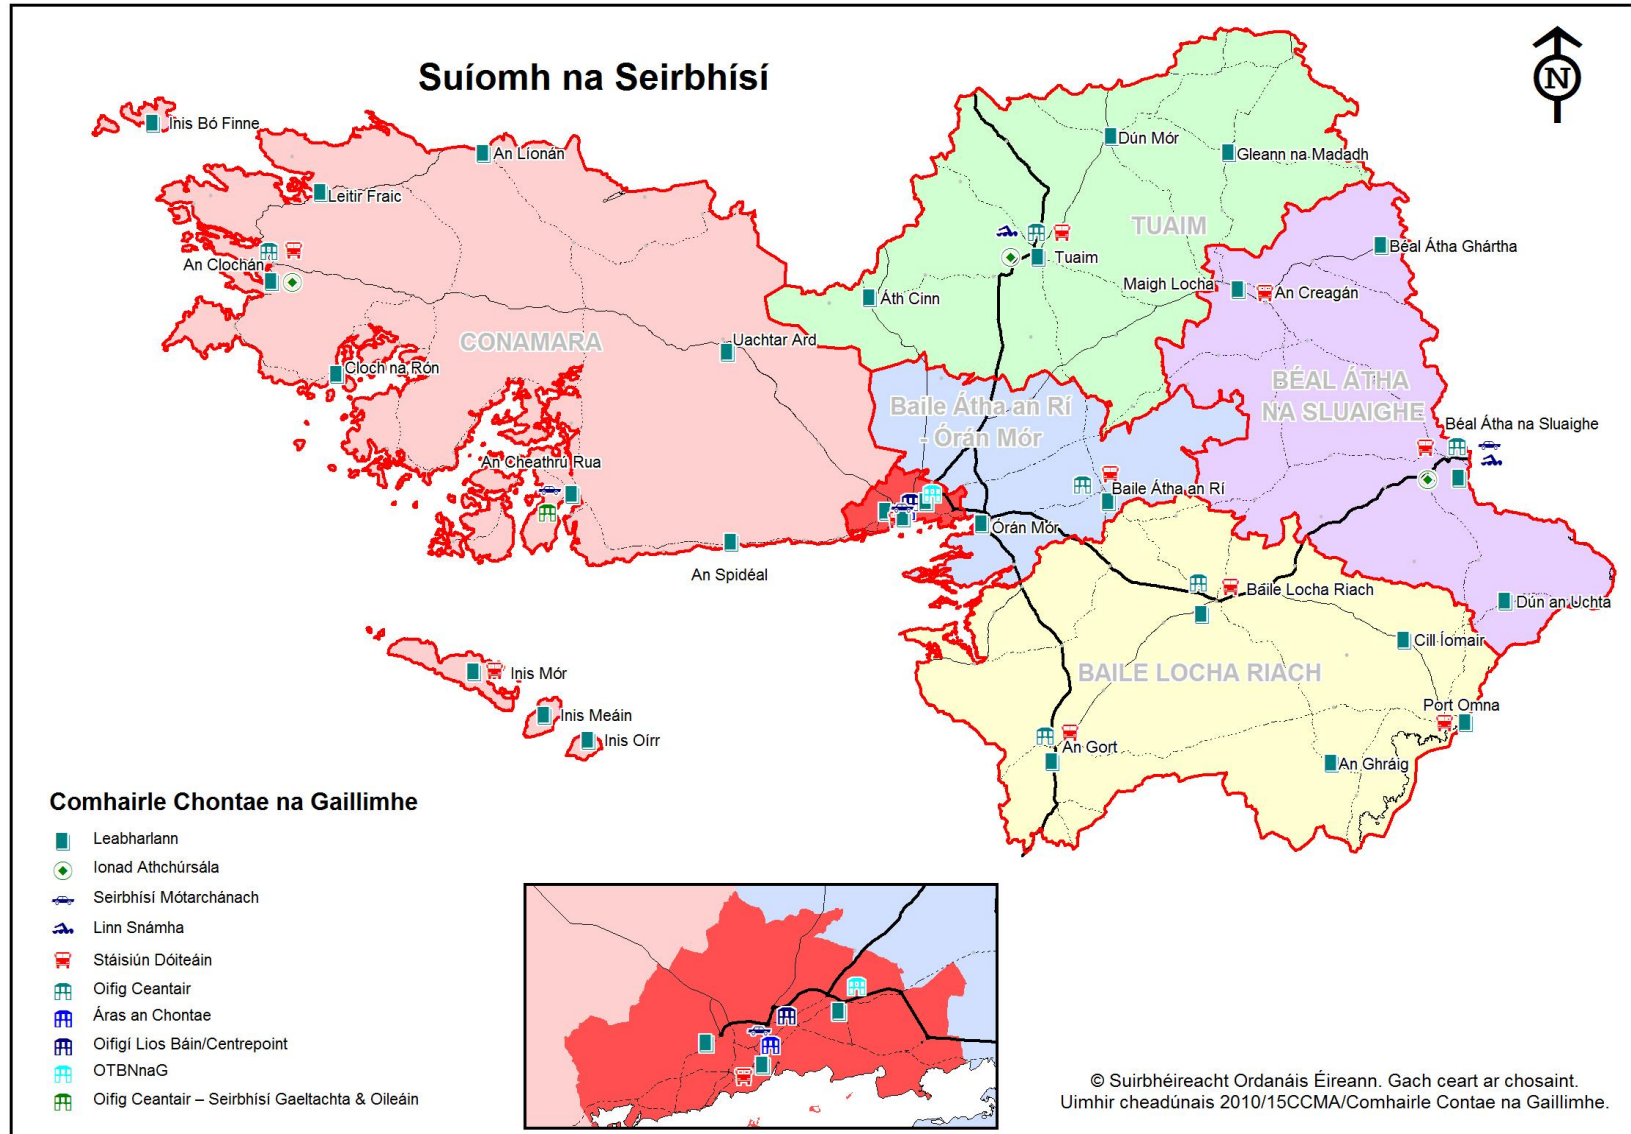 Suíomh na Seirbhísí
N
Inis Bó Finne
An Líonán
Leitir Fraic
An Clochán
CONAMARA
Cloch na Rón
Uachtar Ard
An Cheathrú Rua
An Spidéal
Inis Mór
Inis Meáin
Inis Oírr
Dún Mór
Gleann na Madadh
TUAIM
Tuaim
Áth Cinn
Maigh Locha
An Creagán
Béal Átha Ghártha
BÉAL ÁTHA
NA SLUAIGHE
Béal Átha na Sluaighe
Baile Átha an Rí
- Órán Mór
Baile Átha an Rí
Órán Mór
Baile Locha Riach
Dún an Uchta
Cill Íomair
BAILE LOCHA RIACH
Port Omna
An Gort
An Ghráig
Comhairle Chontae na Gaillimhe
Leabharlann
Ionad Athchúrsála
Seirbhísí Mótarchánach
Linn Snámha
Stáisiún Dóiteáin
Oifig Ceantair
Áras an Chontae
Oifigí Lios Báin/Centrepoint
OTBNnaG
Oifig Ceantair – Seirbhísí Gaeltachta & Oileáin
© Suirbhéireacht Ordanáis Éireann. Gach ceart ar chosaint.
Uimhir cheadúnais 2010/15CCMA/Comhairle Contae na Gaillimhe.